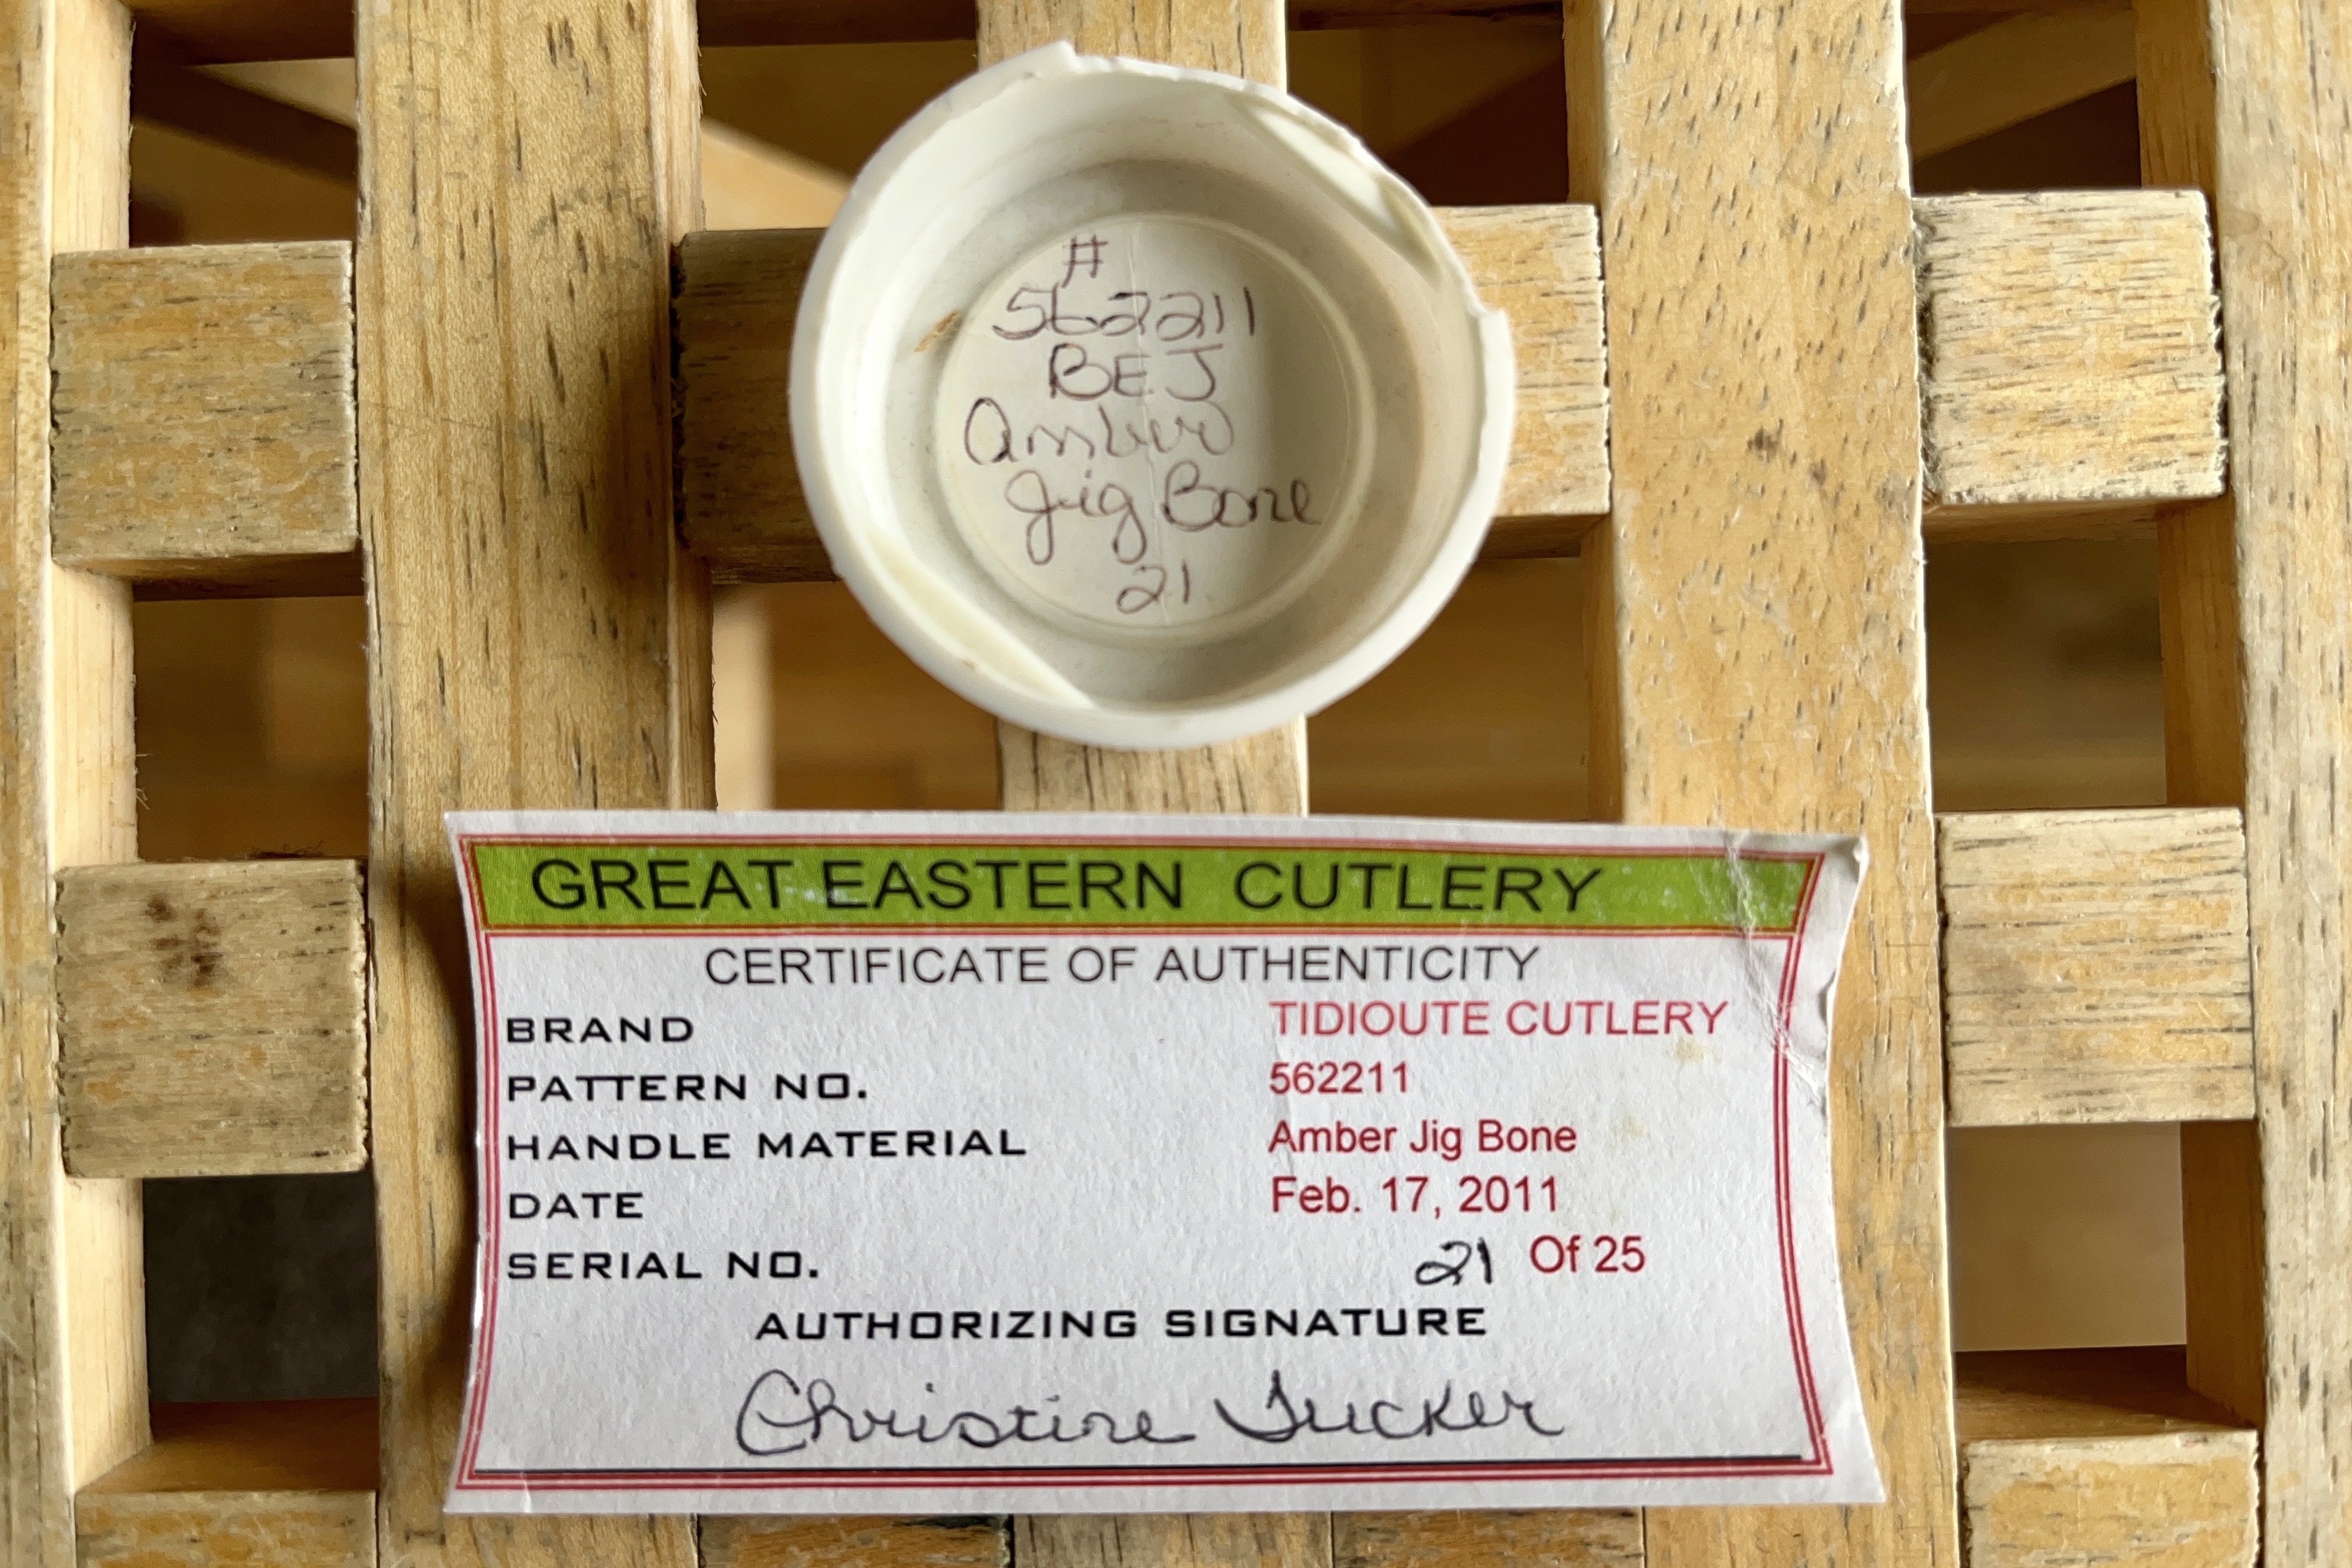 #
562211
BEJ
Amber
Jig Bone
21
GREAT EASTERN CUTLERY
CERTIFICATE OF AUTHENTICITY
BRAND TIDIOUTE CUTLERY
PATTERN NO. 562211
HANDLE MATERIAL Amber Jig Bone
DATE Feb. 17, 2011
SERIAL NO. 21 Of 25
AUTHORIZING SIGNATURE
Christine Tucker